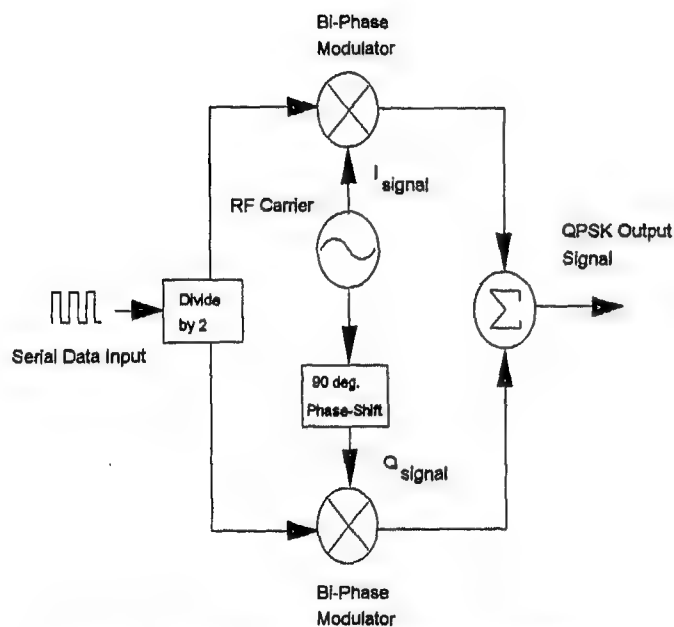 Bi-Phase
Modulator
I signal
RF Carrier
QPSK Output
Signal
Divide
by 2
Σ
Serial Data Input
90 deg.
Phase-Shift
Q signal
Bi-Phase
Modulator